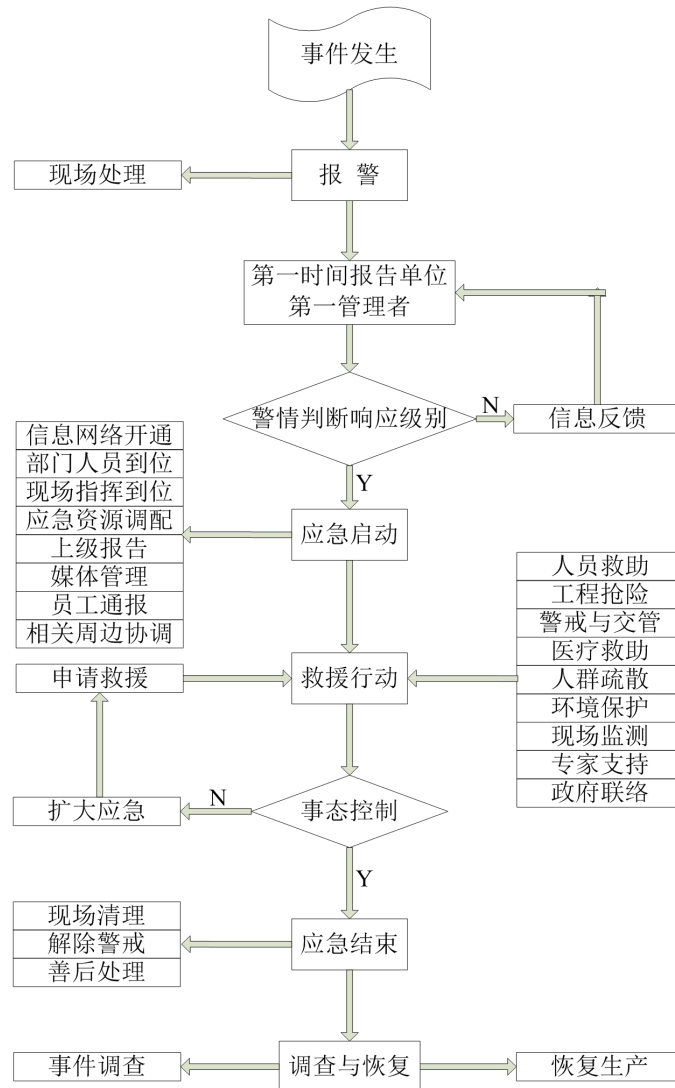 事件发生
现场处理
报 警
第一时间报告单位
第一管理者
警情判断响应级别
N
信息反馈
Y
信息网络开通
部门人员到位
现场指挥到位
应急资源调配
上级报告
媒体管理
员工通报
相关周边协调
应急启动
人员救助
工程抢险
警戒与交管
医疗救助
人群疏散
环境保护
现场监测
专家支持
政府联络
申请救援
救援行动
扩大应急
N
事态控制
Y
现场清理
解除警戒
善后处理
应急结束
事件调查
调查与恢复
恢复生产